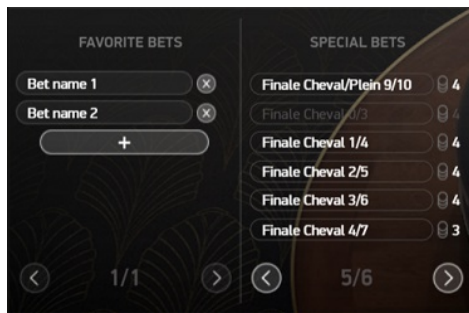 FAVORITE BETS
Bet name 1 X
Bet name 2 X
+
< 1/1 >
SPECIAL BETS
Finale Cheval/Plein 9/10 4
Finale Cheval 0/3 4
Finale Cheval 1/4 4
Finale Cheval 2/5 4
Finale Cheval 3/6 4
Finale Cheval 4/7 3
< 5/6 >